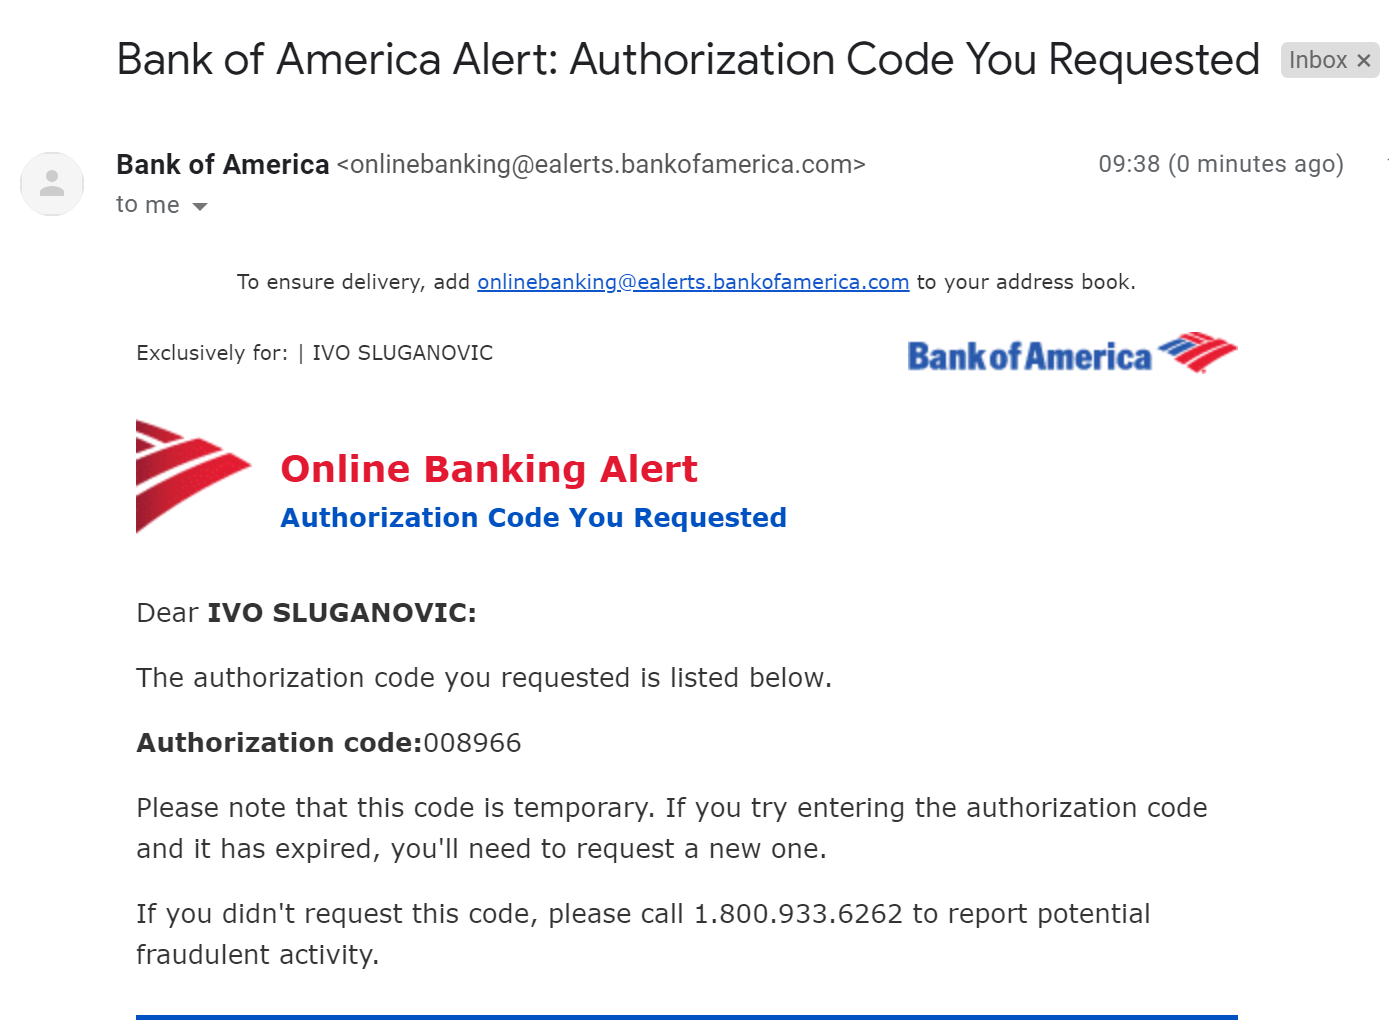 Bank of America Alert: Authorization Code You Requested Inbox ×
Bank of America <onlinebanking@ealerts.bankofamerica.com> 09:38 (0 minutes ago)
to me
To ensure delivery, add onlinebanking@ealerts.bankofamerica.com to your address book.
Exclusively for: | IVO SLUGANOVIC
Bank of America
Online Banking Alert
Authorization Code You Requested
Dear IVO SLUGANOVIC:
The authorization code you requested is listed below.
Authorization code:008966
Please note that this code is temporary. If you try entering the authorization code
and it has expired, you'll need to request a new one.
If you didn't request this code, please call 1.800.933.6262 to report potential
fraudulent activity.